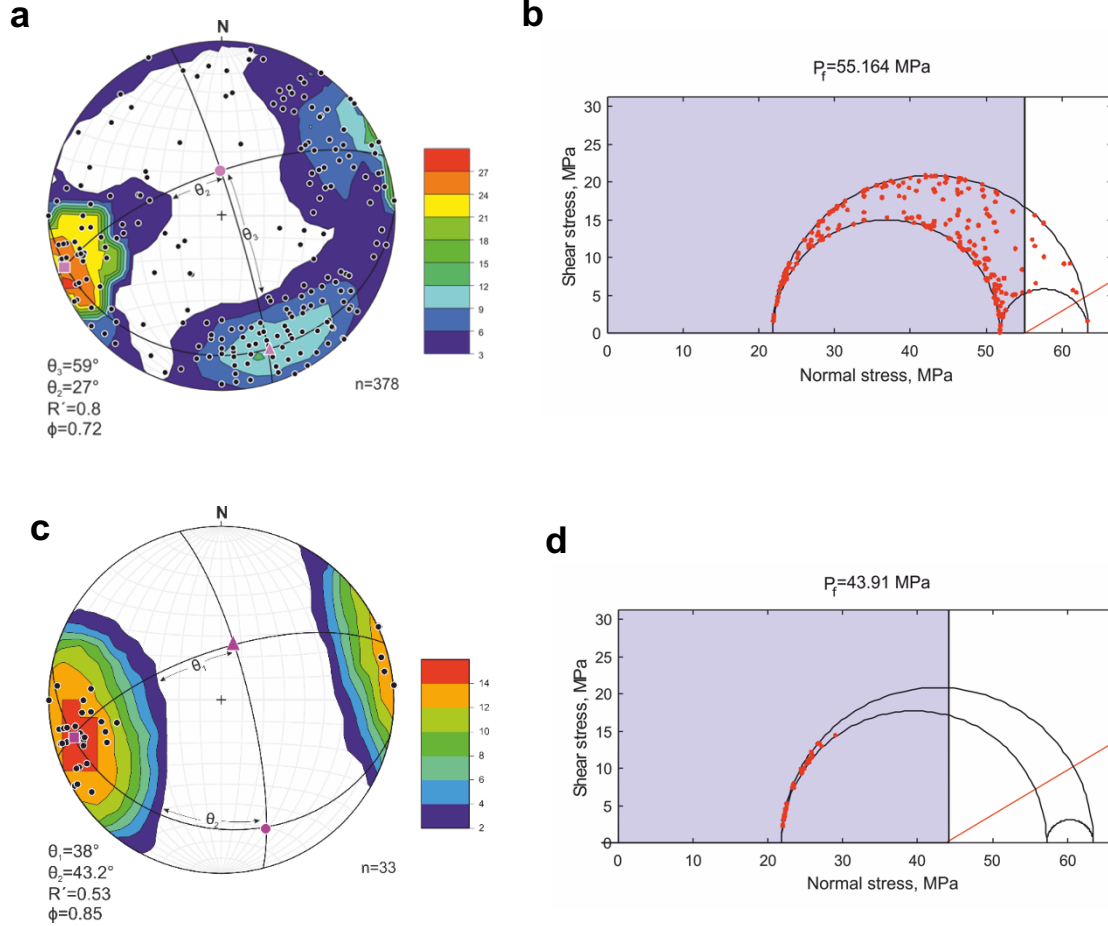 a
N
θ₂
θ₃
27
24
21
18
15
12
9
6
3
θ₃=59°
θ₂=27°
R´=0.8
ϕ=0.72
n=378
b
P_f=55.164 MPa
Shear stress, MPa
30
25
20
15
10
5
0
0 10 20 30 40 50 60
Normal stress, MPa
c
N
θ₁
θ₂
14
12
10
8
6
4
2
θ₁=38°
θ₂=43.2°
R´=0.53
ϕ=0.85
n=33
d
P_f=43.91 MPa
Shear stress, MPa
30
25
20
15
10
5
0
0 10 20 30 40 50 60
Normal stress, MPa